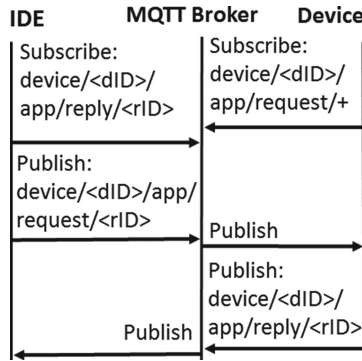 IDE MQTT Broker Device
Subscribe:
device/<dID>/
app/reply/<rID>
Subscribe:
device/<dID>/
app/request/+
Publish:
device/<dID>/app/
request/<rID>
Publish
Publish:
device/<dID>/
app/reply/<rID>
Publish